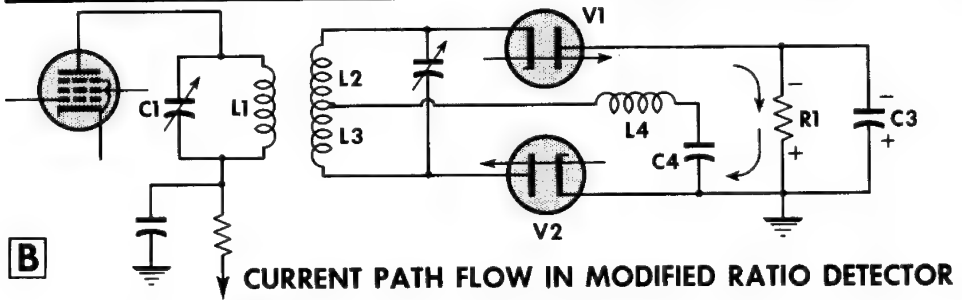 V1
C1
L1
L2
L3
L4
C4
−
R1
+
−
C3
+
V2
B
CURRENT PATH FLOW IN MODIFIED RATIO DETECTOR